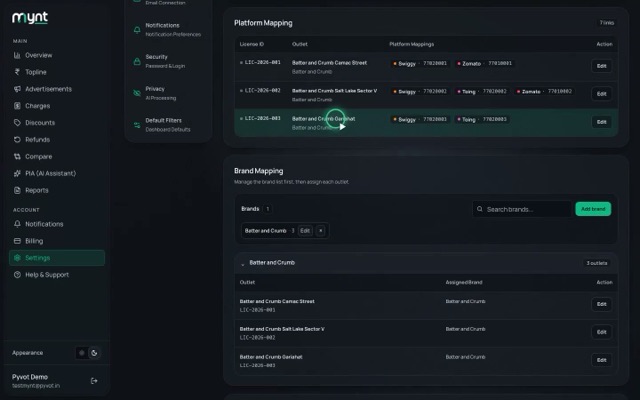 mynt
MAIN
Overview
Topline
Advertisements
Charges
Discounts
Refunds
Compare
PIA (AI Assistant)
Reports
ACCOUNT
Notifications
Billing
Settings
Help & Support
Appearance
Pyvot Demo
testmynt@pyvot.in
Email Connection
Notifications
Notification Preferences
Security
Password & Login
Privacy
AI Processing
Default Filters
Dashboard Defaults
Platform Mapping
7 links
License ID Outlet Platform Mappings Action
LIC-2026-001 Batter and Crumb Camac Street Swiggy · 77020001 Zomato · 77010001 Edit
Batter and Crumb
LIC-2026-002 Batter and Crumb Salt Lake Sector V Swiggy · 77020002 Toing · 77020002 Zomato · 77010002 Edit
Batter and Crumb
LIC-2026-003 Batter and Crumb Gariahat Swiggy · 77020003 Toing · 77020003 Edit
Batter and
Brand Mapping
Manage the brand list first, then assign each outlet.
Brands 1 Search brands... Add brand
Batter and Crumb 3 Edit ×
Batter and Crumb 3 outlets
Outlet Assigned Brand Action
Batter and Crumb Camac Street Batter and Crumb Edit
LIC-2026-001
Batter and Crumb Salt Lake Sector V Batter and Crumb Edit
LIC-2026-002
Batter and Crumb Gariahat Batter and Crumb Edit
LIC-2026-003